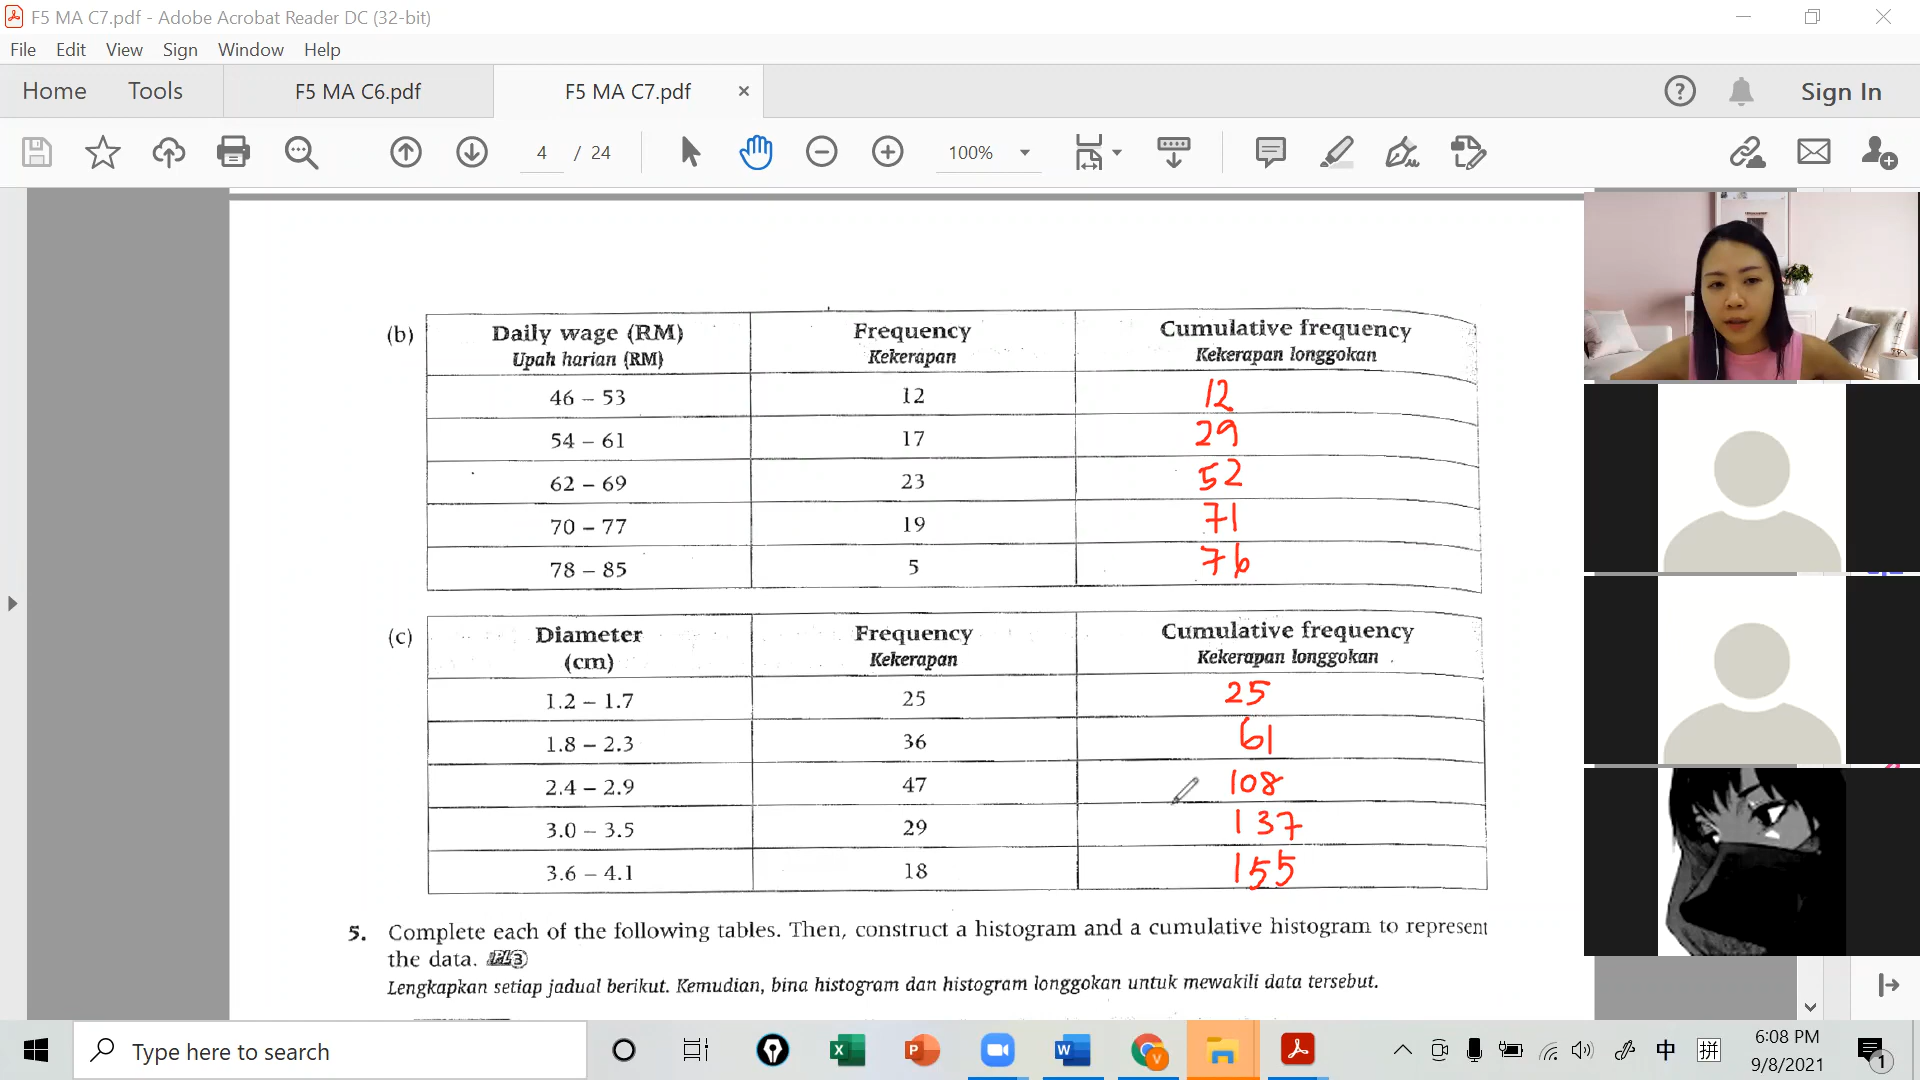 F5 MA C7.pdf - Adobe Acrobat Reader DC (32-bit)
File Edit View Sign Window Help
Home Tools F5 MA C6.pdf F5 MA C7.pdf × Sign In
4 / 24 100%
(b) Daily wage (RM) Frequency Cumulative frequency
Upah harian (RM) Kekerapan Kekerapan longgokan
46 – 53 12 12
54 – 61 17 29
62 – 69 23 52
70 – 77 19 71
78 – 85 5 76
(c) Diameter Frequency Cumulative frequency
(cm) Kekerapan Kekerapan longgokan
1.2 – 1.7 25 25
1.8 – 2.3 36 61
2.4 – 2.9 47 108
3.0 – 3.5 29 137
3.6 – 4.1 18 155
5. Complete each of the following tables. Then, construct a histogram and a cumulative histogram to represent
the data. PL3
Lengkapkan setiap jadual berikut. Kemudian, bina histogram dan histogram longgokan untuk mewakili data tersebut.
Type here to search
中 拼
6:08 PM
9/8/2021
1